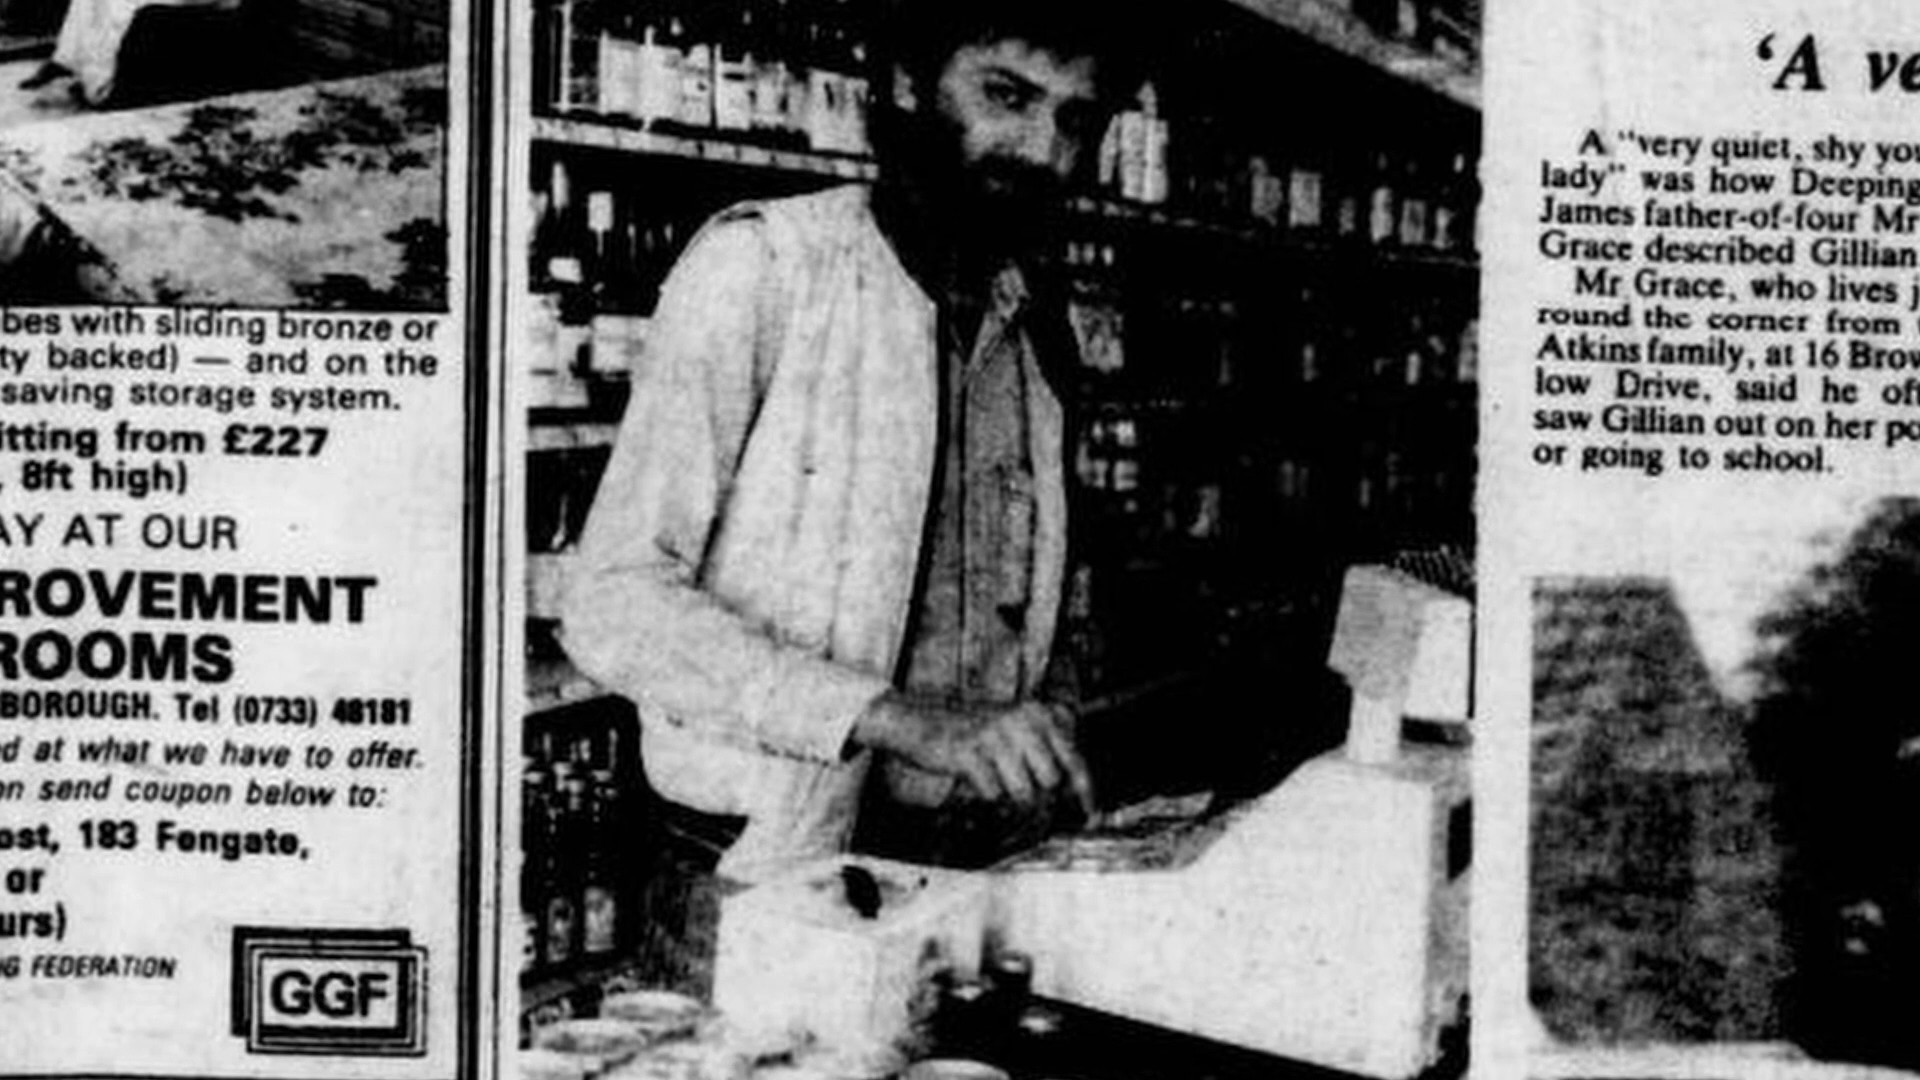 bes with sliding bronze or
ty backed) — and on the
saving storage system.
itting from £227
, 8ft high)
AY AT OUR
ROVEMENT
ROOMS
BOROUGH. Tel (0733) 48181
d at what we have to offer.
on send coupon below to:
ost, 183 Fengate,
or
urs)
G FEDERATION
GGF
‘A ve
A “very quiet, shy you
lady” was how Deeping
James father-of-four Mr
Grace described Gillian.
Mr Grace, who lives j
round the corner from
Atkins family, at 16 Brow
low Drive, said he oft
saw Gillian out on her po
or going to school.